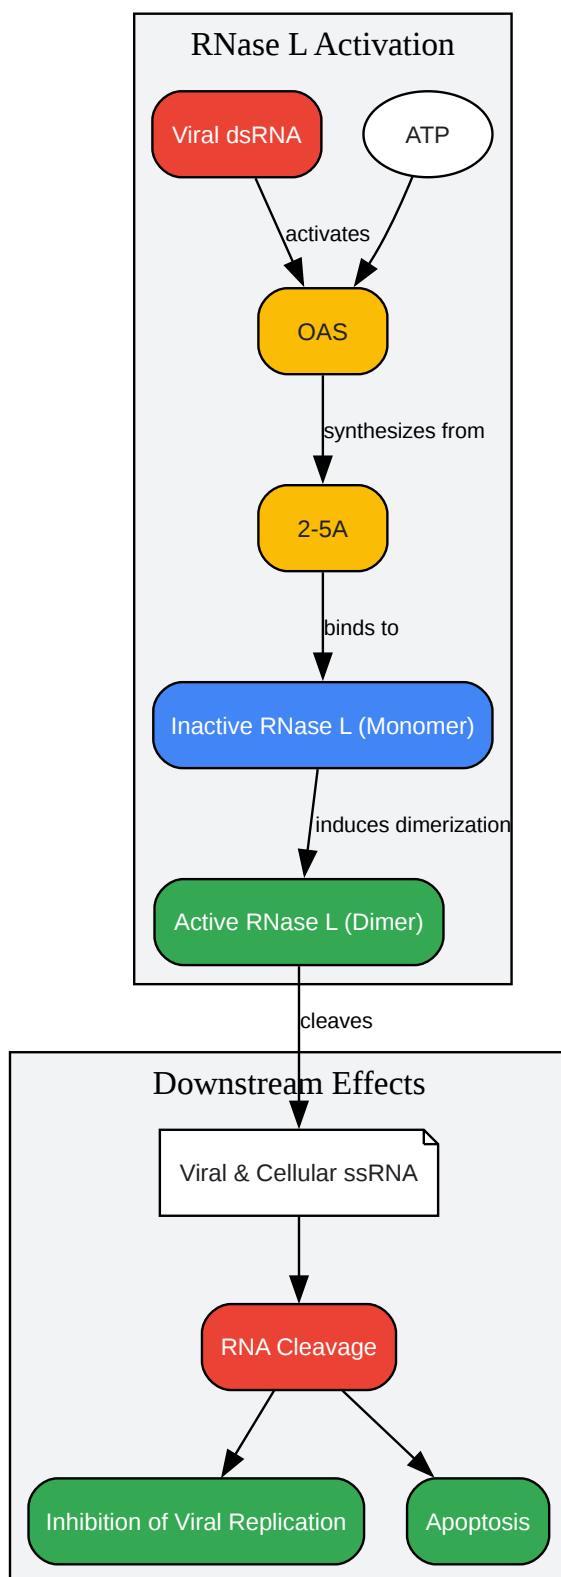 RNase L Activation
Viral dsRNA
ATP
activates
OAS
synthesizes from
2-5A
binds to
Inactive RNase L (Monomer)
induces dimerization
Active RNase L (Dimer)
cleaves
Downstream Effects
Viral & Cellular ssRNA
RNA Cleavage
Inhibition of Viral Replication
Apoptosis